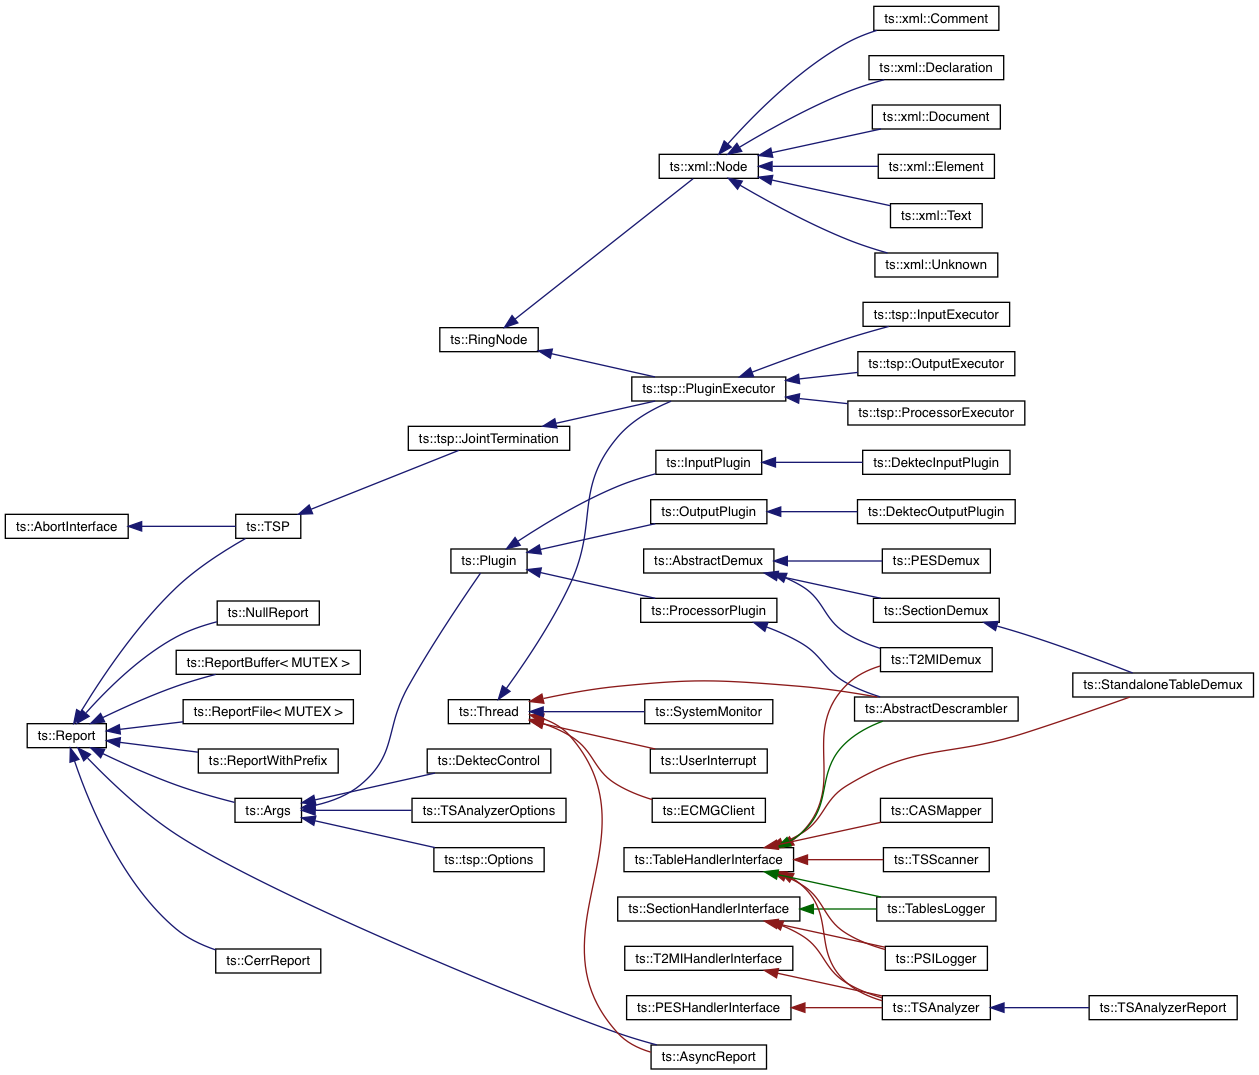 ts::xml::Comment
ts::xml::Declaration
ts::xml::Document
ts::xml::Node
ts::xml::Element
ts::xml::Text
ts::xml::Unknown
ts::tsp::InputExecutor
ts::RingNode
ts::tsp::OutputExecutor
ts::tsp::PluginExecutor
ts::tsp::ProcessorExecutor
ts::tsp::JointTermination
ts::InputPlugin
ts::DektecInputPlugin
ts::OutputPlugin
ts::DektecOutputPlugin
ts::AbortInterface
ts::TSP
ts::Plugin
ts::AbstractDemux
ts::PESDemux
ts::NullReport
ts::ProcessorPlugin
ts::SectionDemux
ts::ReportBuffer< MUTEX >
ts::T2MIDemux
ts::StandaloneTableDemux
ts::ReportFile< MUTEX >
ts::Thread
ts::SystemMonitor
ts::AbstractDescrambler
ts::Report
ts::ReportWithPrefix
ts::DektecControl
ts::UserInterrupt
ts::Args
ts::TSAnalyzerOptions
ts::ECMGClient
ts::CASMapper
ts::tsp::Options
ts::TableHandlerInterface
ts::TSScanner
ts::SectionHandlerInterface
ts::TablesLogger
ts::CerrReport
ts::T2MIHandlerInterface
ts::PSILogger
ts::PESHandlerInterface
ts::TSAnalyzer
ts::TSAnalyzerReport
ts::AsyncReport